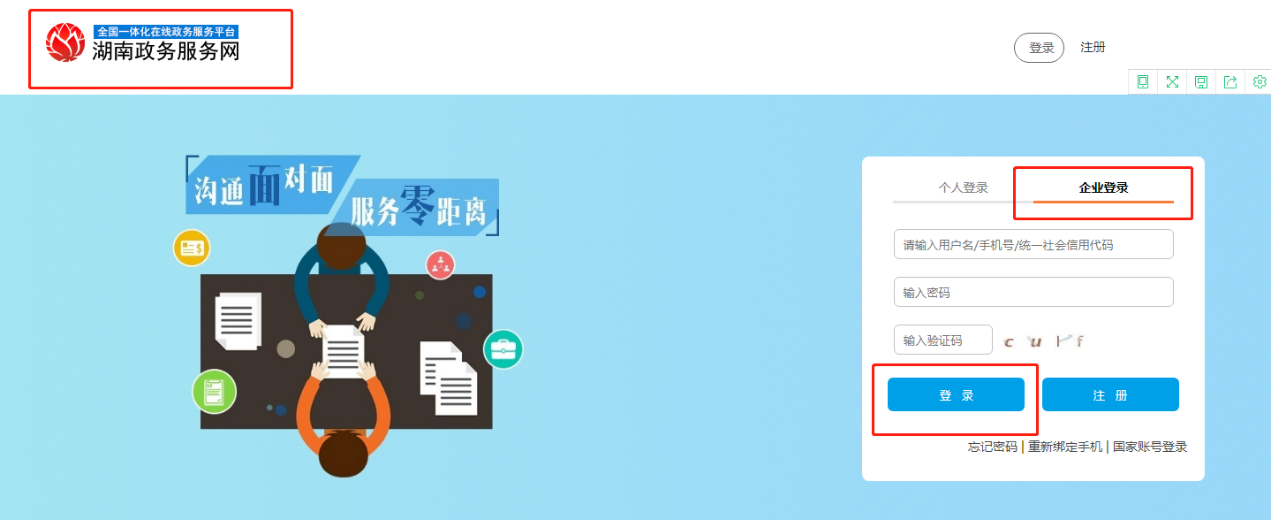 全国一体化在线政务服务平台
湖南政务服务网
登录 注册
沟通面对面
服务零距离
个人登录 企业登录
请输入用户名/手机号/统一社会信用代码
输入密码
输入验证码 c u l f
登 录 注 册
忘记密码 | 重新绑定手机 | 国家账号登录